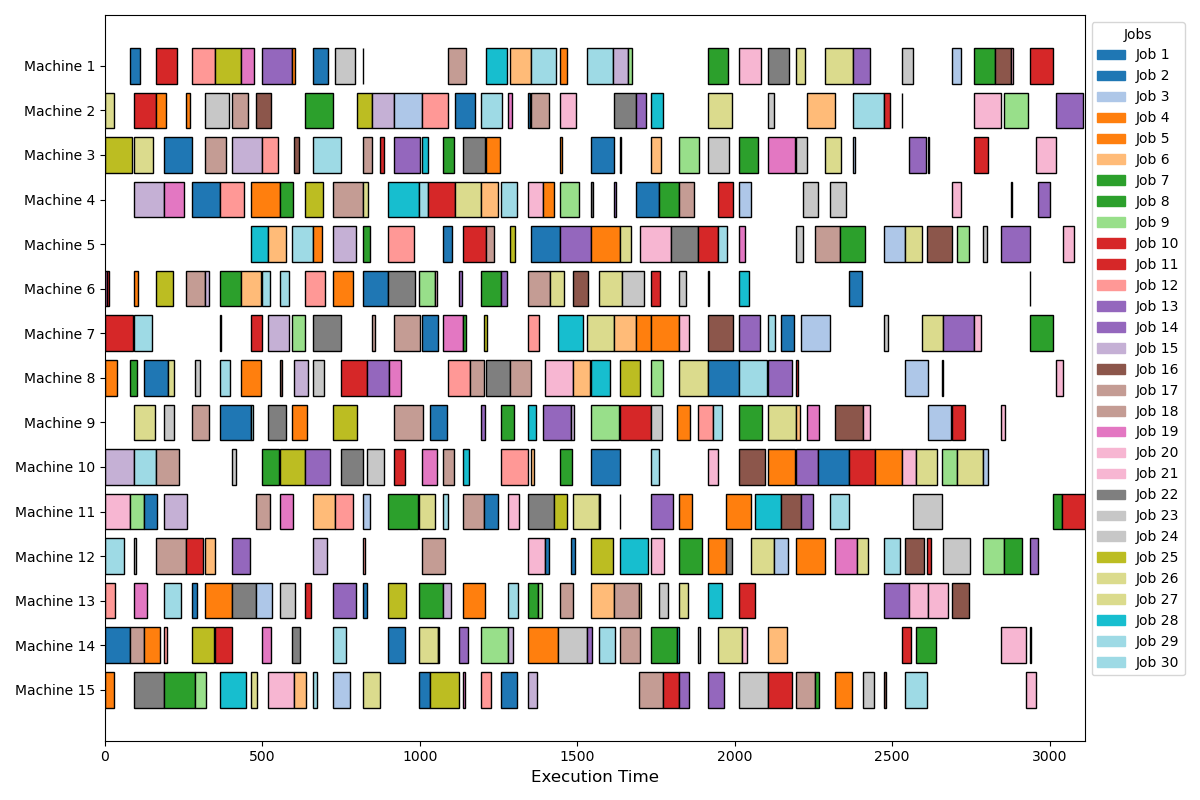 Machine 1
Machine 2
Machine 3
Machine 4
Machine 5
Machine 6
Machine 7
Machine 8
Machine 9
Machine 10
Machine 11
Machine 12
Machine 13
Machine 14
Machine 15
0 500 1000 1500 2000 2500 3000
Execution Time
Jobs
Job 1
Job 2
Job 3
Job 4
Job 5
Job 6
Job 7
Job 8
Job 9
Job 10
Job 11
Job 12
Job 13
Job 14
Job 15
Job 16
Job 17
Job 18
Job 19
Job 20
Job 21
Job 22
Job 23
Job 24
Job 25
Job 26
Job 27
Job 28
Job 29
Job 30